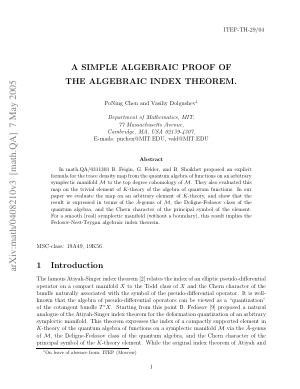 ITEP-TH-29/04
A SIMPLE ALGEBRAIC PROOF OF
THE ALGEBRAIC INDEX THEOREM.
PoNing Chen and Vasiliy Dolgushev¹
Department of Mathematics, MIT,
77 Massachusetts Avenue,
Cambridge, MA, USA 02139-4307,
E-mails: puchen@MIT.EDU, vald@MIT.EDU
Abstract
In math.QA/0311303 B. Feigin, G. Felder, and B. Shoikhet proposed an explicit
formula for the trace density map from the quantum algebra of functions on an arbitrary
symplectic manifold M to the top degree cohomology of M. They also evaluated this
map on the trivial element of K-theory of the algebra of quantum functions. In our
paper we evaluate the map on an arbitrary element of K-theory, and show that the
result is expressed in terms of the Â-genus of M, the Deligne-Fedosov class of the
quantum algebra, and the Chern character of the principal symbol of the element.
For a smooth (real) symplectic manifold (without a boundary), this result implies the
Fedosov-Nest-Tsygan algebraic index theorem.
MSC-class: 19A49, 19K56.
1 Introduction
The famous Atiyah-Singer index theorem [2] relates the index of an elliptic pseudo-differential
operator on a compact manifold X to the Todd class of X and the Chern character of the
bundle naturally associated with the symbol of the pseudo-differential operator. It is well-
known that the algebra of pseudo-differential operators can be viewed as a "quantization"
of the cotangent bundle T*X. Starting from this point B. Fedosov [9] proposed a natural
analogue of the Atiyah-Singer index theorem for the deformation quantization of an arbitrary
symplectic manifold. This theorem expresses the index of a compactly supported element in
K-theory of the quantum algebra of functions on a symplectic manifold M via the Â-genus
of M, the Deligne-Fedosov class of the quantum algebra, and the Chern character of the
principal symbol of the K-theory element. While the original index theorem of Atiyah and
¹On leave of absence from: ITEP (Moscow)
1
arXiv:math/0408210v3 [math.QA] 7 May 2005